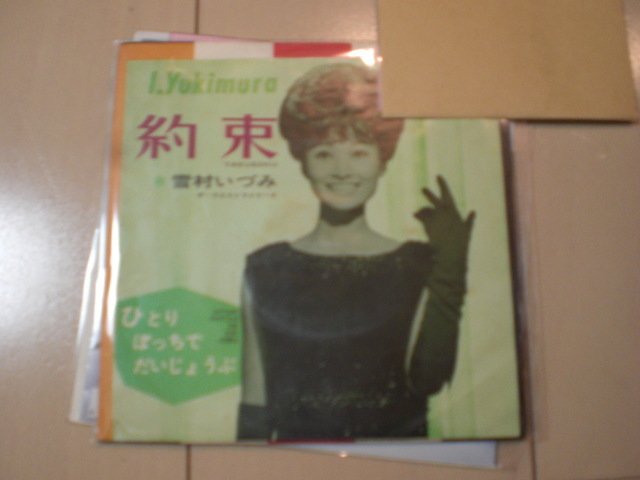 I.Yukimura
約束
雪村いづみ
ひとり
ぼっちで
だいじょうぶ